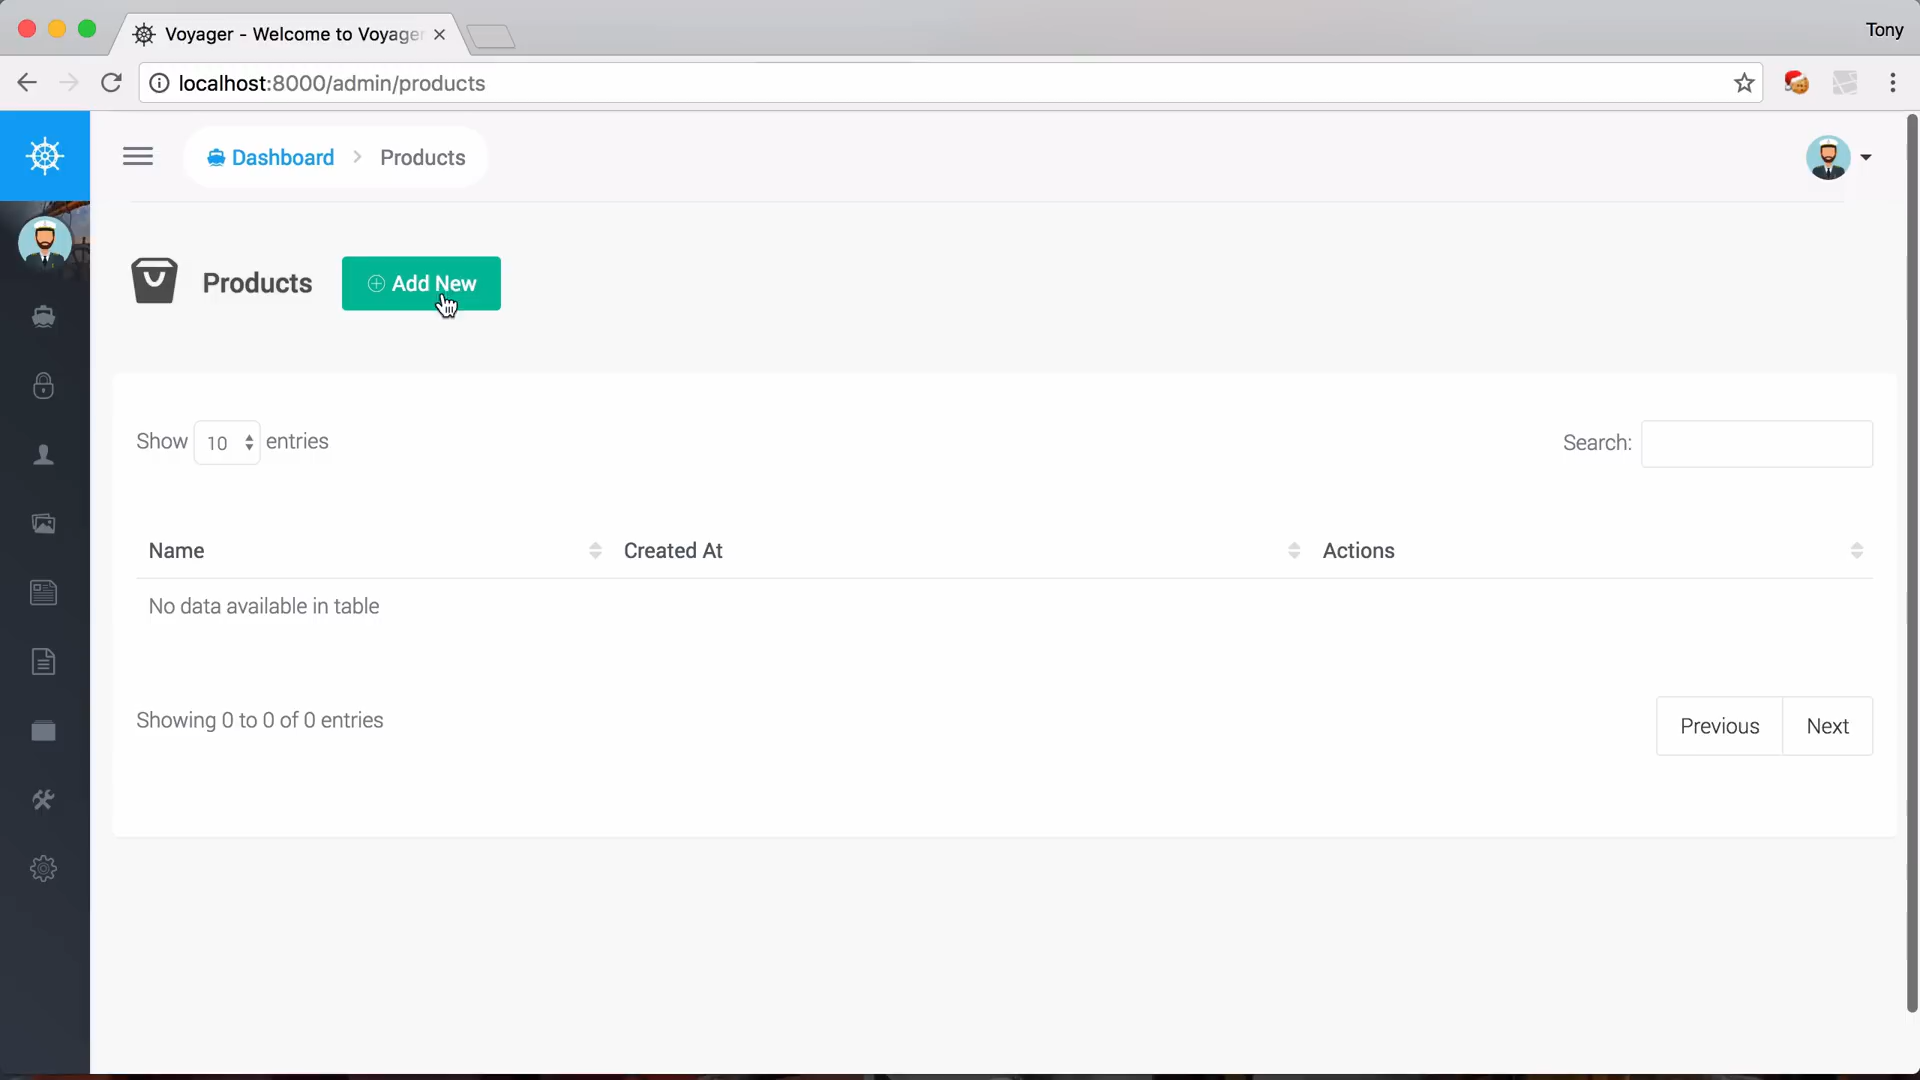 Voyager - Welcome to Voyager
Tony
localhost:8000/admin/products
Dashboard
Products
Products
Add New
Show 10 entries
Search:
Name
Created At
Actions
No data available in table
Showing 0 to 0 of 0 entries
Previous
Next